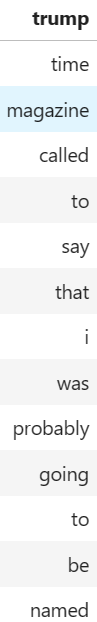 trump
time
magazine
called
to
say
that
i
was
probably
going
to
be
named